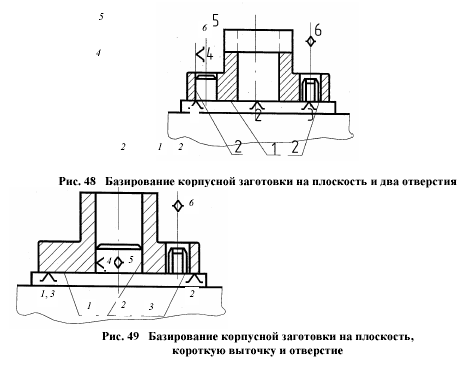 5
6 5 6
4 4
2 3
2 1 2 2 1 2
Рис. 48 Базирование корпусной заготовки на плоскость и два отверстия
6
4 5
1, 3 1 2 3 2
Рис. 49 Базирование корпусной заготовки на плоскость,
короткую выточку и отверстие